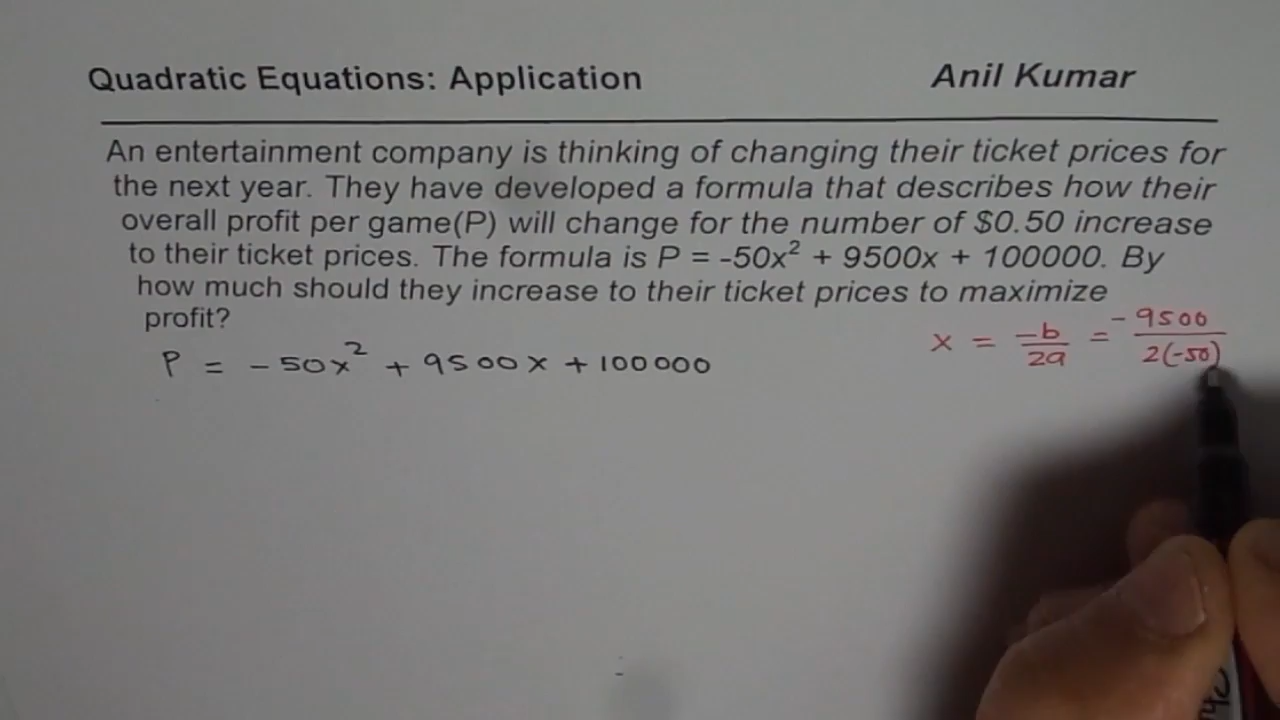 Quadratic Equations: Application Anil Kumar
An entertainment company is thinking of changing their ticket prices for
the next year. They have developed a formula that describes how their
overall profit per game(P) will change for the number of $0.50 increase
to their ticket prices. The formula is P = -50x² + 9500x + 100000. By
how much should they increase to their ticket prices to maximize
profit?
x = -b/2a = -9500/2(-50)
P = -50x² + 9500x + 100000